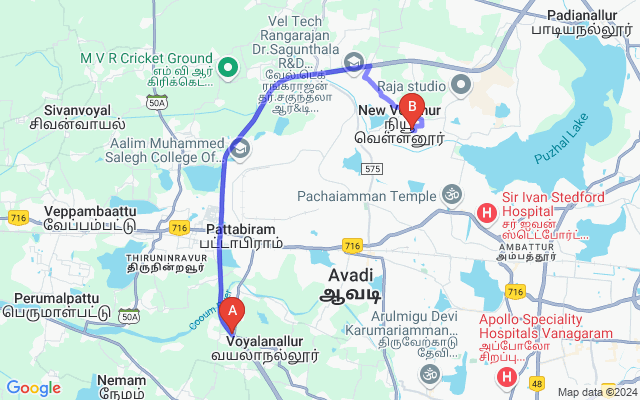 Padianallur
பாடியநல்லூர்
Vel Tech
Rangarajan
Dr.Sagunthala
R&D...
வேல் டெக்
ரங்கராஜன்
தர்.சகுந்தலா
ஆர்&டி...
M V R Cricket Ground
எம் வி ஆர்
கிரிக்கெட்...
Raja studio
50A
Sivanvoyal
சிவன்வாயல்
B
New Ve
ur
நியூ
வெள்ளனூர்
Aalim Muhammed
Salegh College Of...
Puzhal Lake
575
Pachaiamman Temple
H
Sir Ivan Stedford
Hospital
சர் ஐவன்
ஸ்டெட்போர்ட்...
Veppambaattu
வேப்பம்பட்டு
716
716
Pattabiram
பட்டாபிராம்
716
AMBATTUR
அம்பத்தூர்
THIRUNINRAVUR
திருநின்றவூர்
Avadi
ஆவடி
716
Perumalpattu
பெருமாள்பட்டு
50A
Cooum
A
Voyalanallur
வயலாநல்லூர்
Arulmigu Devi
Karumariamman...
திருவேற்காடு
தேவி...
Apollo Speciality
Hospitals Vanagaram
அப்போலோ
சிறப்பு...
H
Nemam
நேமம்
48
Google
Map data ©2024